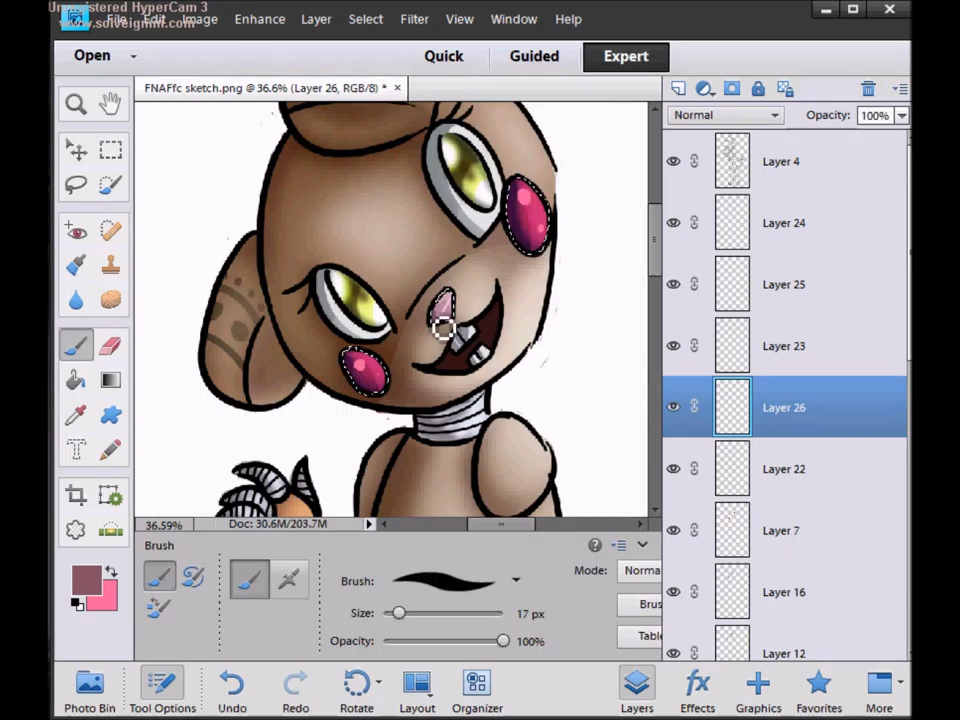 Unregistered HyperCam 3
www.solveigmm.com
File Edit Image Enhance Layer Select Filter View Window Help
Open Quick Guided Expert
FNAFfc sketch.png @ 36.6% (Layer 26, RGB/8) * ×
Normal Opacity: 100%
Layer 4
Layer 24
Layer 25
Layer 23
Layer 26
Layer 22
Layer 7
Layer 16
Layer 12
36.59% Doc: 30.6M/203.7M
Brush
Brush: Mode: Norma
Size: 17 px Brus
Opacity: 100% Table
Photo Bin Tool Options Undo Redo Rotate Layout Organizer Layers Effects Graphics Favorites More